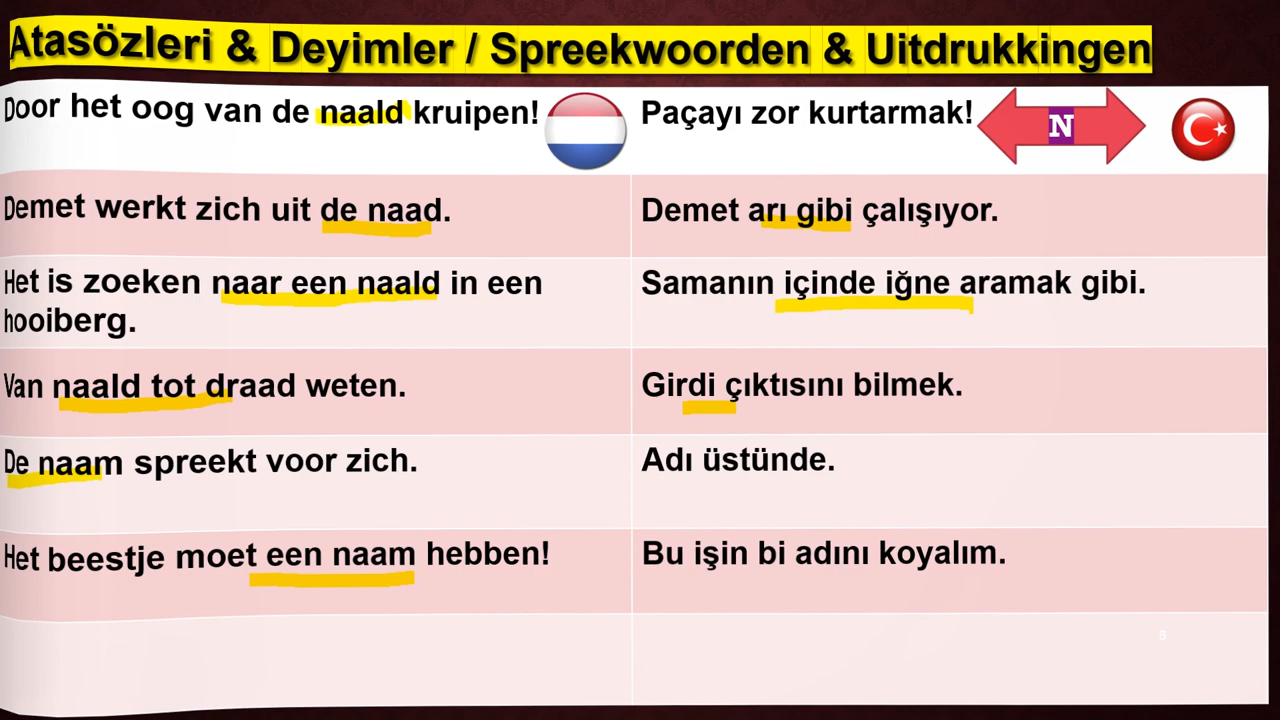 Atasözleri & Deyimler / Spreekwoorden & Uitdrukkingen
Door het oog van de naald kruipen!
Paçayı zor kurtarmak!
N
Demet werkt zich uit de naad.
Demet arı gibi çalışıyor.
Het is zoeken naar een naald in een
hooiberg.
Samanın içinde iğne aramak gibi.
Van naald tot draad weten.
Girdi çıktısını bilmek.
De naam spreekt voor zich.
Adı üstünde.
Het beestje moet een naam hebben!
Bu işin bi adını koyalım.
8